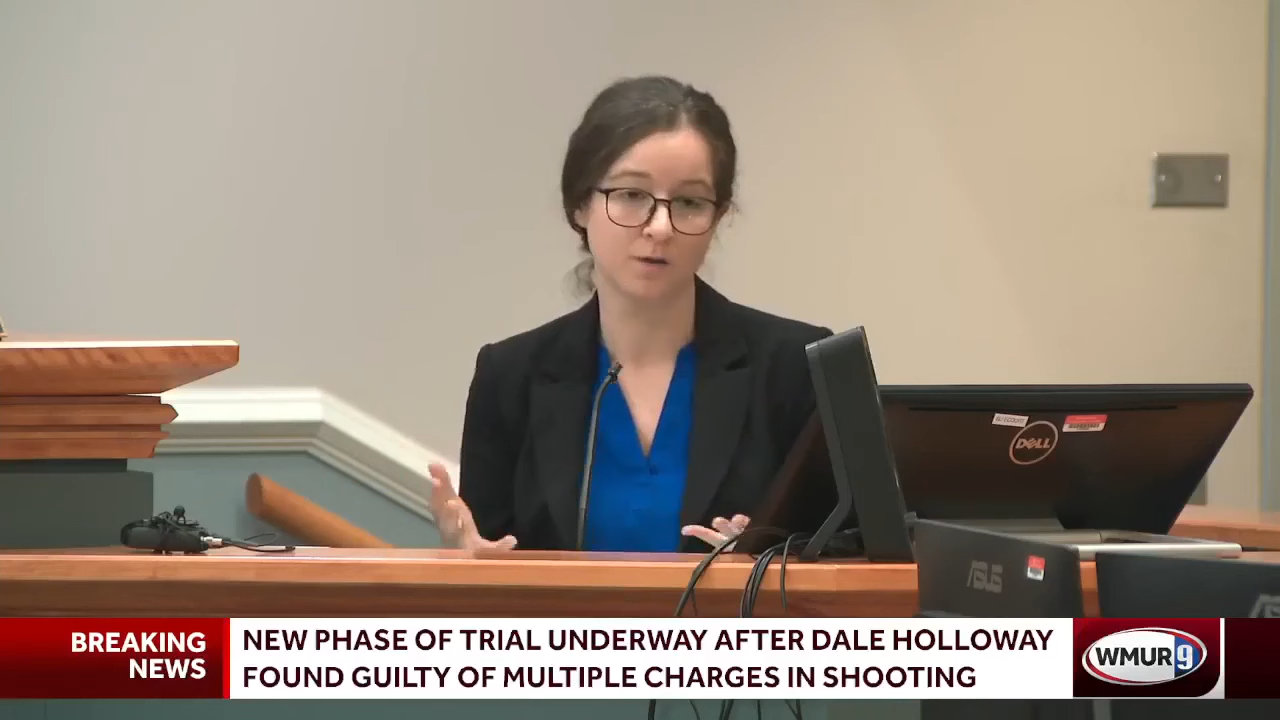 DELL
ASUS
BREAKING
NEWS
NEW PHASE OF TRIAL UNDERWAY AFTER DALE HOLLOWAY
FOUND GUILTY OF MULTIPLE CHARGES IN SHOOTING
WMUR9